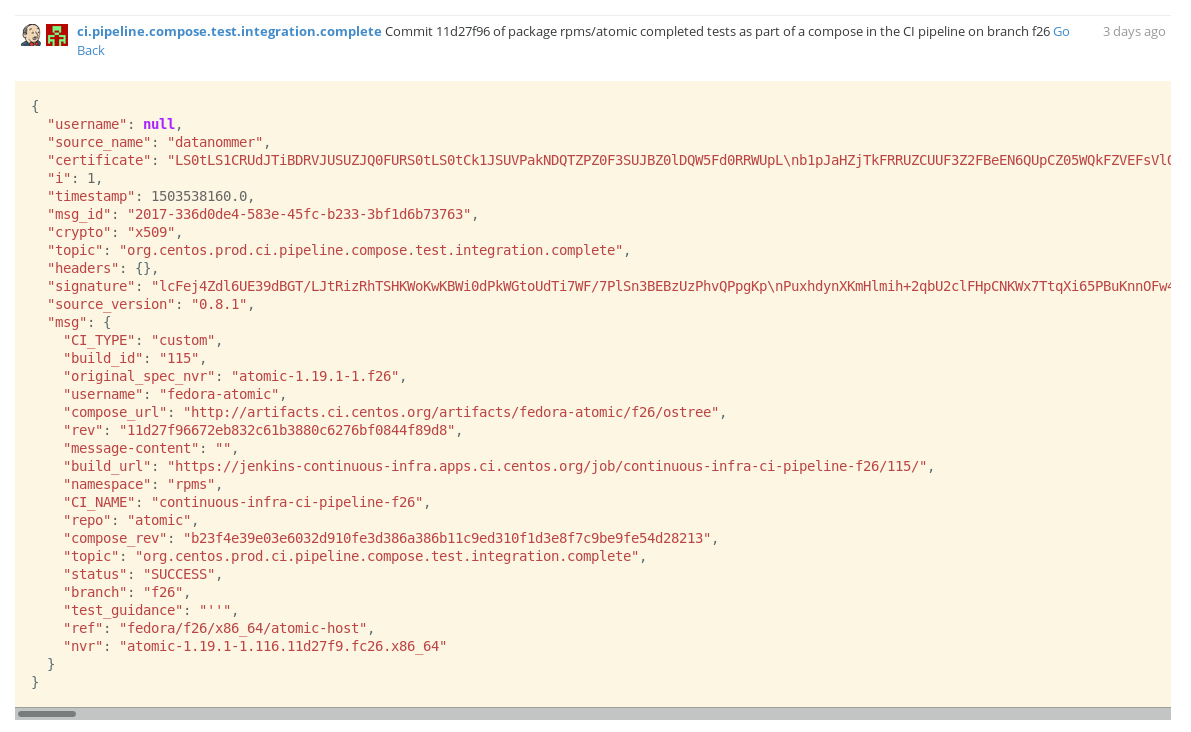 ci.pipeline.compose.test.integration.complete Commit 11d27f96 of package rpms/atomic completed tests as part of a compose in the CI pipeline on branch f26 Go 3 days ago
Back
{
"username": null,
"source_name": "datanommer",
"certificate": "LS0tLS1CRUdJTiBDRVJUSUZJQ0FURS0tLS0tCk1JSUVPakNDQTZPZ0F3SUJBZ0lDQW5Fd0RRWUpL\nb1pJaHZjTkFRRUZCUUF3Z2FBeEN6QUpCZ05WQkFZVEFsVlQ
"i": 1,
"timestamp": 1503538160.0,
"msg_id": "2017-336d0de4-583e-45fc-b233-3bf1d6b73763",
"crypto": "x509",
"topic": "org.centos.prod.ci.pipeline.compose.test.integration.complete",
"headers": {},
"signature": "lcFej4Zdl6UE39dBGT/LJtRizRhTSHKWoKwKBWi0dPkWGtoUdTi7WF/7PlSn3BEBzUzPhvQPpgKp\nPuxhdynXKmHlmih+2qbU2clFHpCNKWx7TtqXi65PBuKnnOFw4
"source_version": "0.8.1",
"msg": {
"CI_TYPE": "custom",
"build_id": "115",
"original_spec_nvr": "atomic-1.19.1-1.f26",
"username": "fedora-atomic",
"compose_url": "http://artifacts.ci.centos.org/artifacts/fedora-atomic/f26/ostree",
"rev": "11d27f96672eb832c61b3880c6276bf0844f89d8",
"message-content": "",
"build_url": "https://jenkins-continuous-infra.apps.ci.centos.org/job/continuous-infra-ci-pipeline-f26/115/",
"namespace": "rpms",
"CI_NAME": "continuous-infra-ci-pipeline-f26",
"repo": "atomic",
"compose_rev": "b23f4e39e03e6032d910fe3d386a386b11c9ed310f1d3e8f7c9be9fe54d28213",
"topic": "org.centos.prod.ci.pipeline.compose.test.integration.complete",
"status": "SUCCESS",
"branch": "f26",
"test_guidance": "''",
"ref": "fedora/f26/x86_64/atomic-host",
"nvr": "atomic-1.19.1-1.116.11d27f9.fc26.x86_64"
}
}